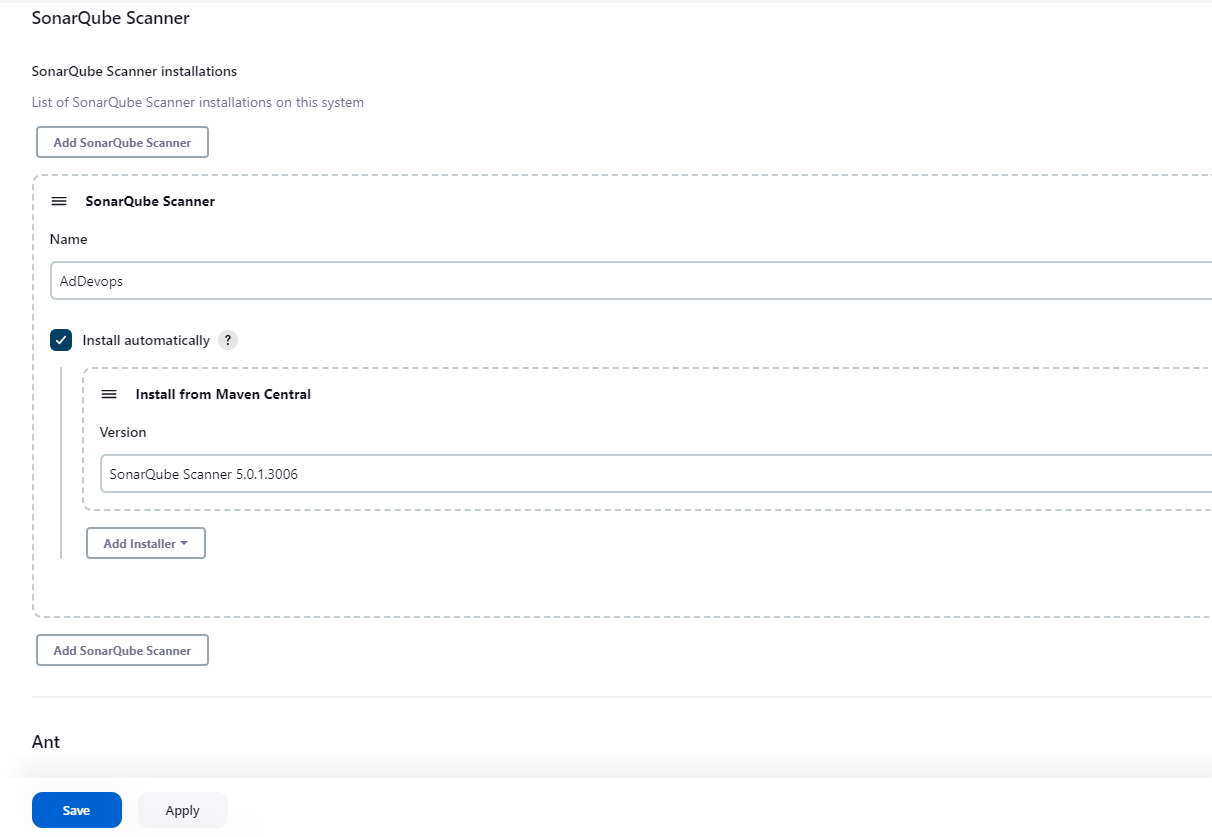 SonarQube Scanner
SonarQube Scanner installations
List of SonarQube Scanner installations on this system
Add SonarQube Scanner
SonarQube Scanner
Name
AdDevops
Install automatically ?
Install from Maven Central
Version
SonarQube Scanner 5.0.1.3006
Add Installer
Add SonarQube Scanner
Ant
Save Apply